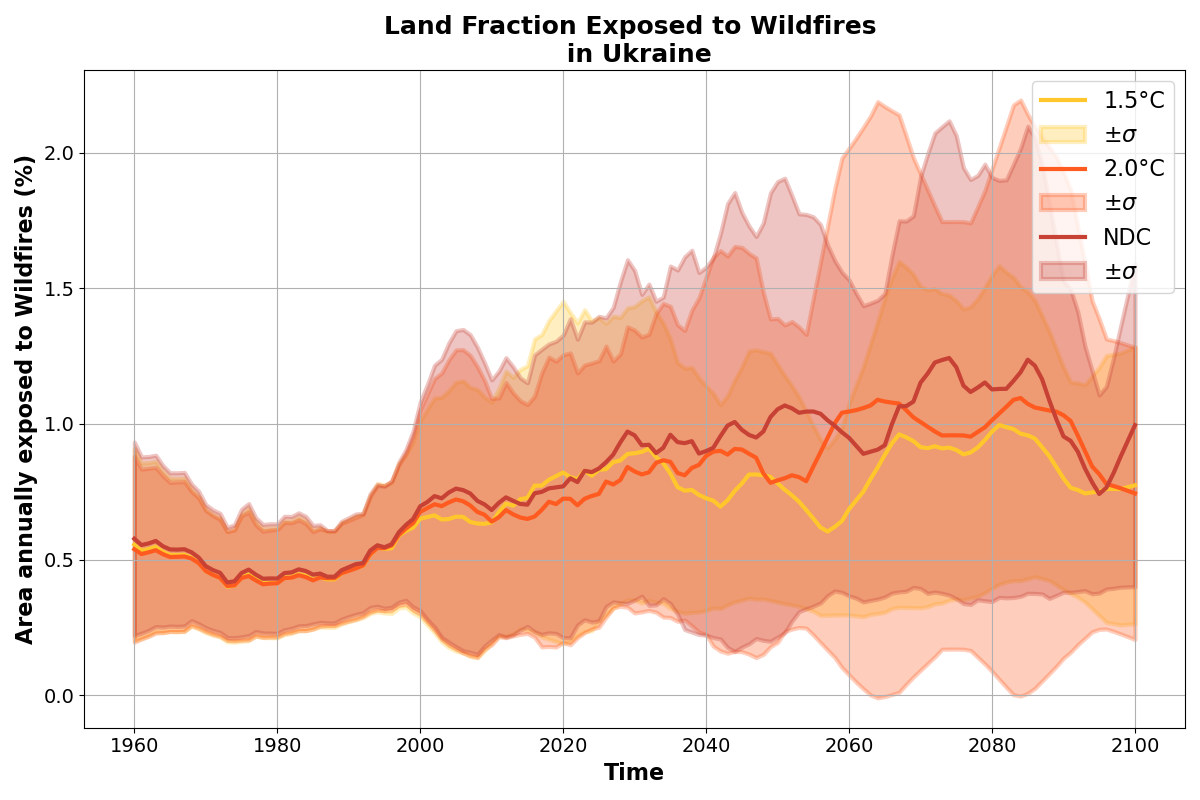 Land Fraction Exposed to Wildfires
in Ukraine
Area annually exposed to Wildfires (%)
2.0
1.5
1.0
0.5
0.0
1.5°C
±σ
2.0°C
±σ
NDC
±σ
1960 1980 2000 2020 2040 2060 2080 2100
Time